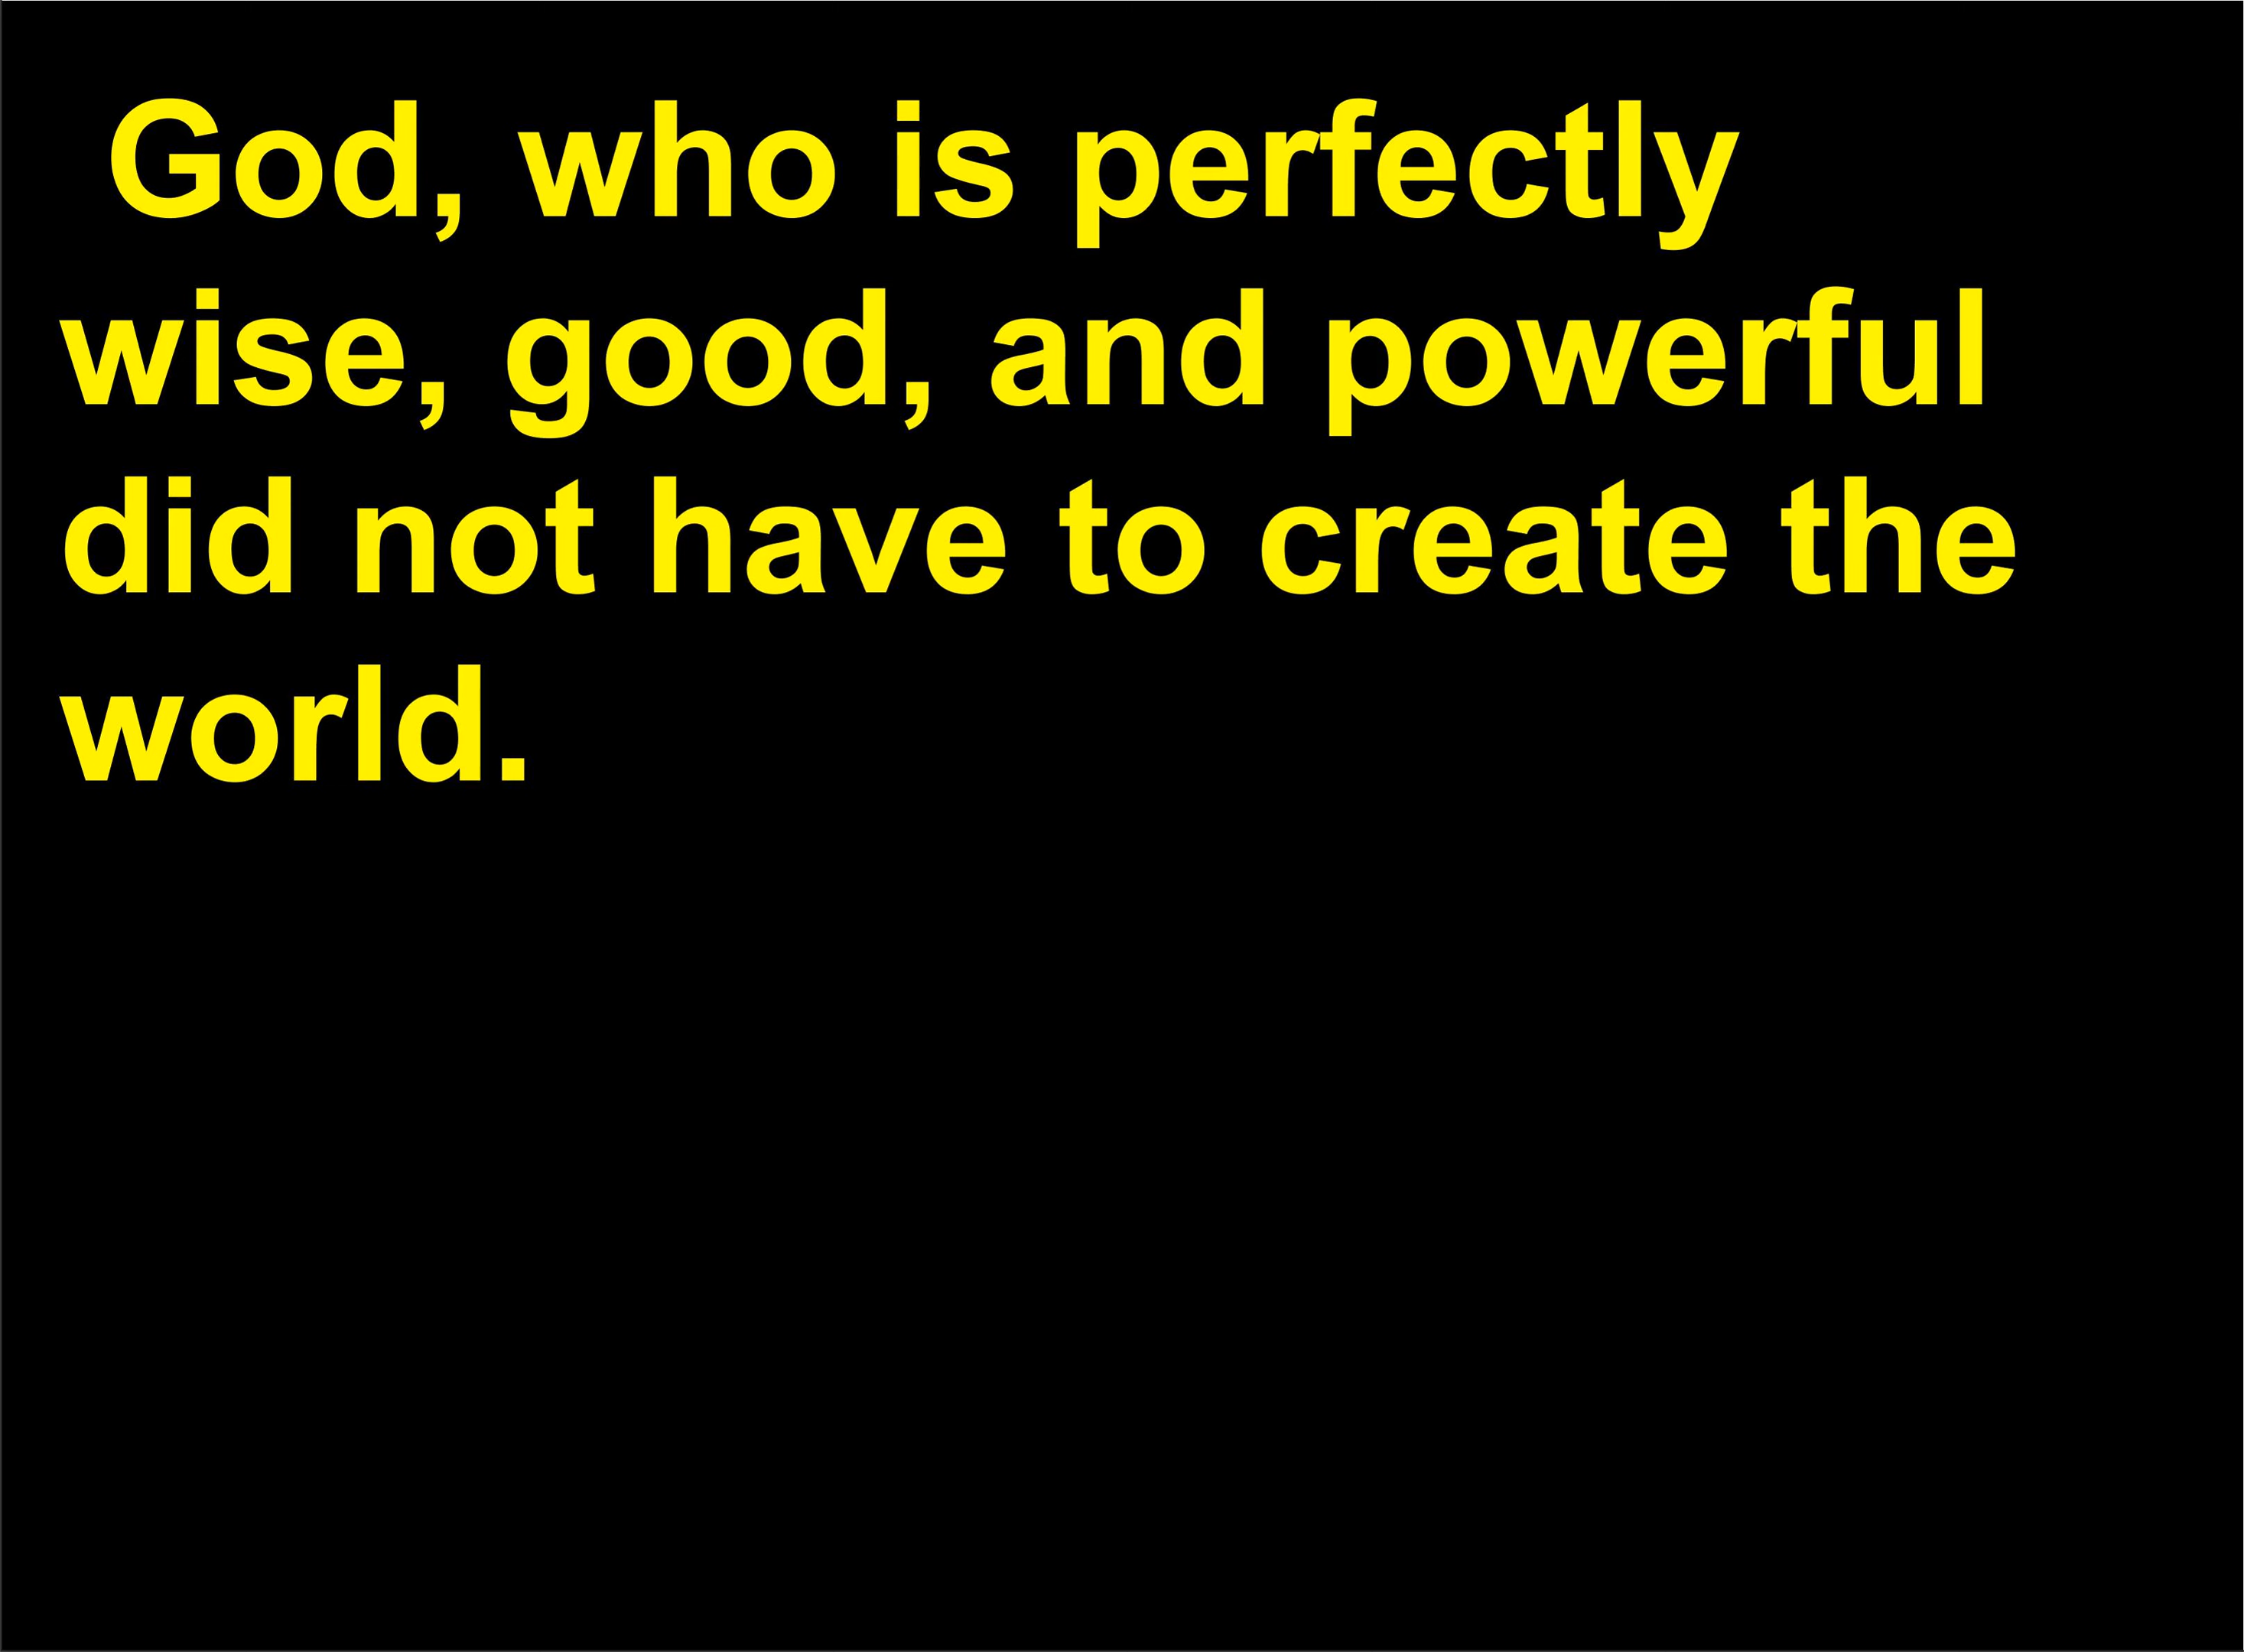 God, who is perfectly
wise, good, and powerful
did not have to create the
world.